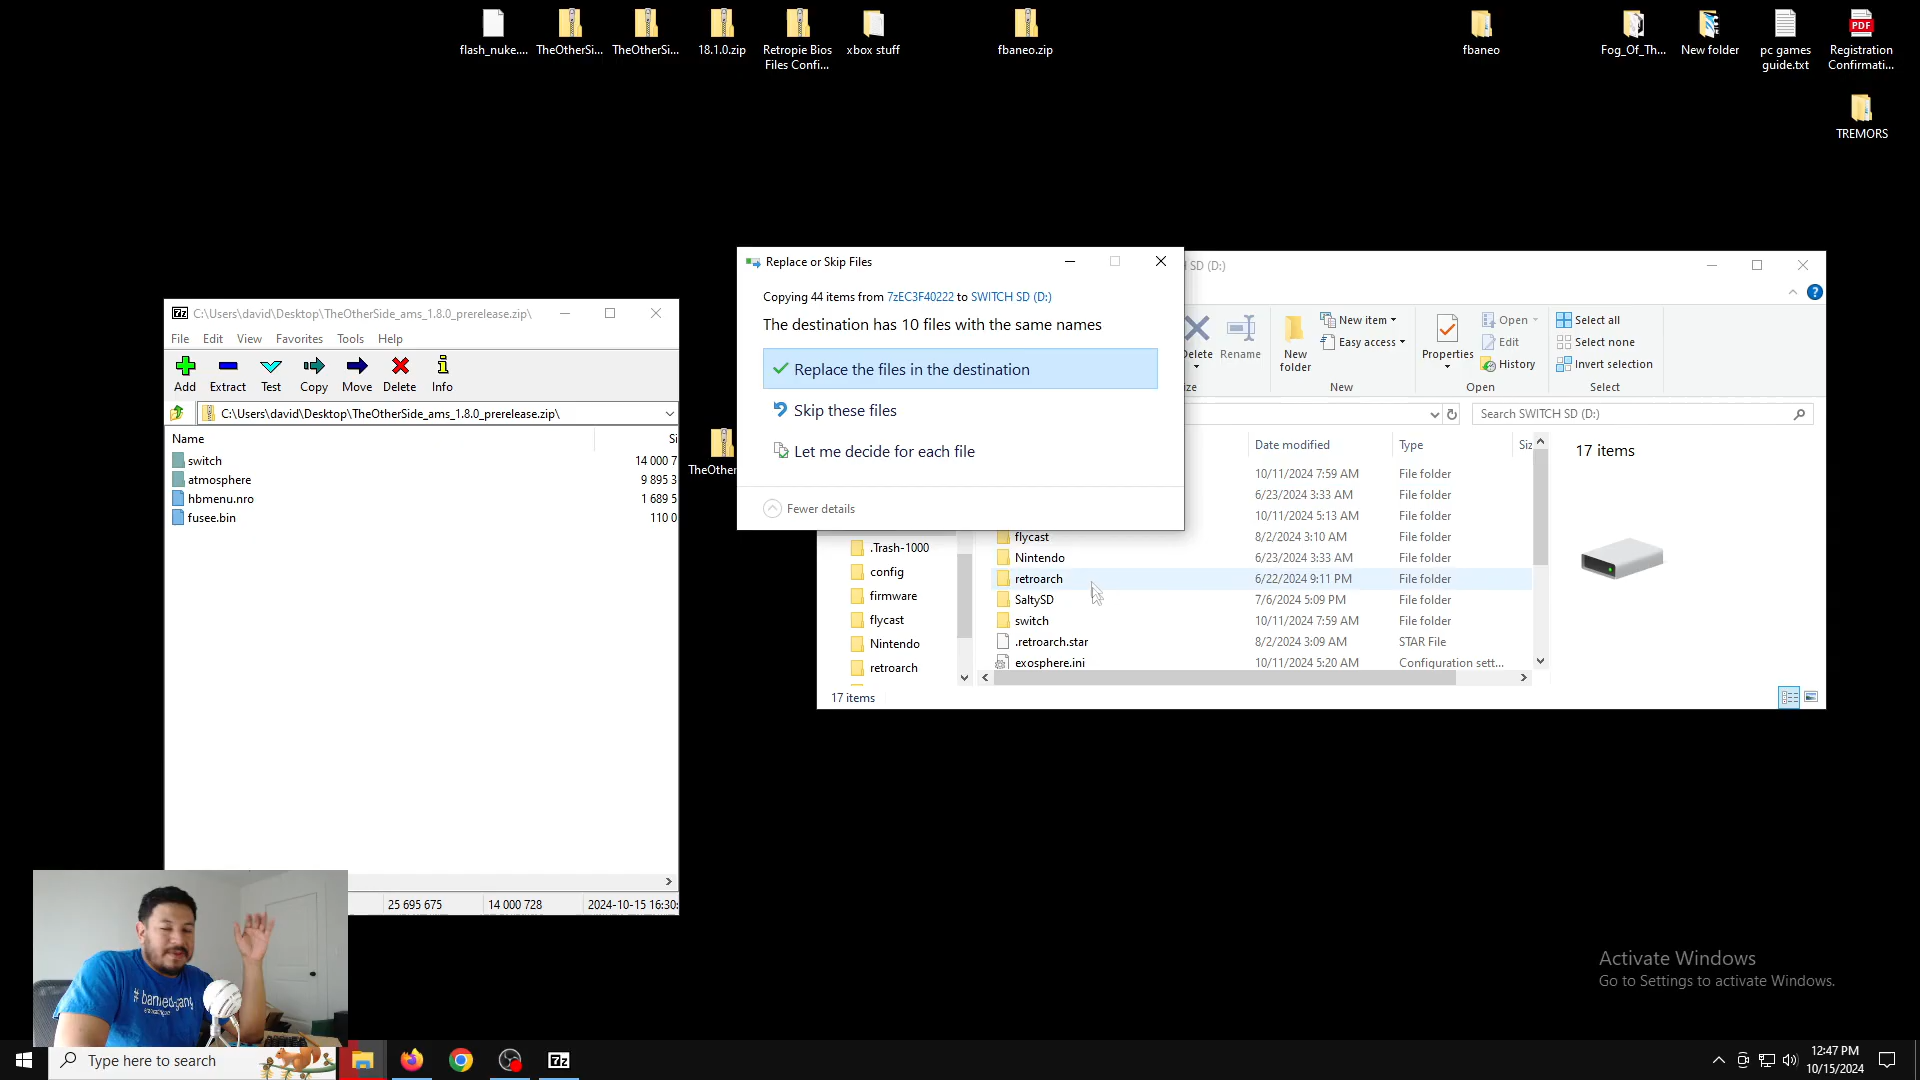 flash_nuke....
TheOtherSi...
TheOtherSi...
18.1.0.zip
Retropie Bios
Files Confi...
xbox stuff
fbaneo.zip
fbaneo
Fog_Of_Th...
New folder
pc games
guide.txt
PDF
Registration
Confirmati...
TREMORS
7z C:\Users\david\Desktop\TheOtherSide_ams_1.8.0_prerelease.zip\
File Edit View Favorites Tools Help
Add Extract Test Copy Move Delete Info
C:\Users\david\Desktop\TheOtherSide_ams_1.8.0_prerelease.zip\
Name Si
switch 14 000 7
atmosphere 9 895 3
hbmenu.nro 1 689 5
fusee.bin 110 0
25 695 675 14 000 728 2024-10-15 16:30:
TheOther
Replace or Skip Files
Copying 44 items from 7zEC3F40222 to SWITCH SD (D:)
The destination has 10 files with the same names
Replace the files in the destination
Skip these files
Let me decide for each file
Fewer details
SD (D:)
?
Delete
Rename
New
folder
New item
Easy access
Properties
Open
Edit
History
Select all
Select none
Invert selection
ize
New
Open
Select
Search SWITCH SD (D:)
Date modified Type Siz
10/11/2024 7:59 AM File folder
6/23/2024 3:33 AM File folder
10/11/2024 5:13 AM File folder
flycast 8/2/2024 3:10 AM File folder
Nintendo 6/23/2024 3:33 AM File folder
retroarch 6/22/2024 9:11 PM File folder
SaltySD 7/6/2024 5:09 PM File folder
switch 10/11/2024 7:59 AM File folder
.retroarch.star 8/2/2024 3:09 AM STAR File
exosphere.ini 10/11/2024 5:20 AM Configuration sett...
.Trash-1000
config
firmware
flycast
Nintendo
retroarch
17 items
17 items
# banned-gang
Activate Windows
Go to Settings to activate Windows.
Type here to search
7z
12:47 PM
10/15/2024